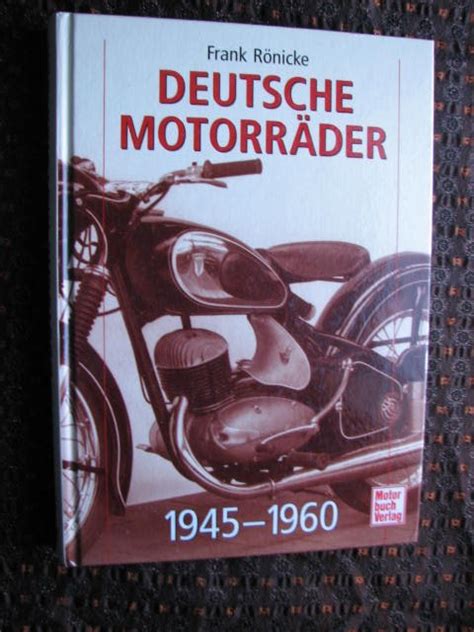 Frank Rönicke
DEUTSCHE
MOTORRÄDER
1945–1960
Motor
buch
Verlag